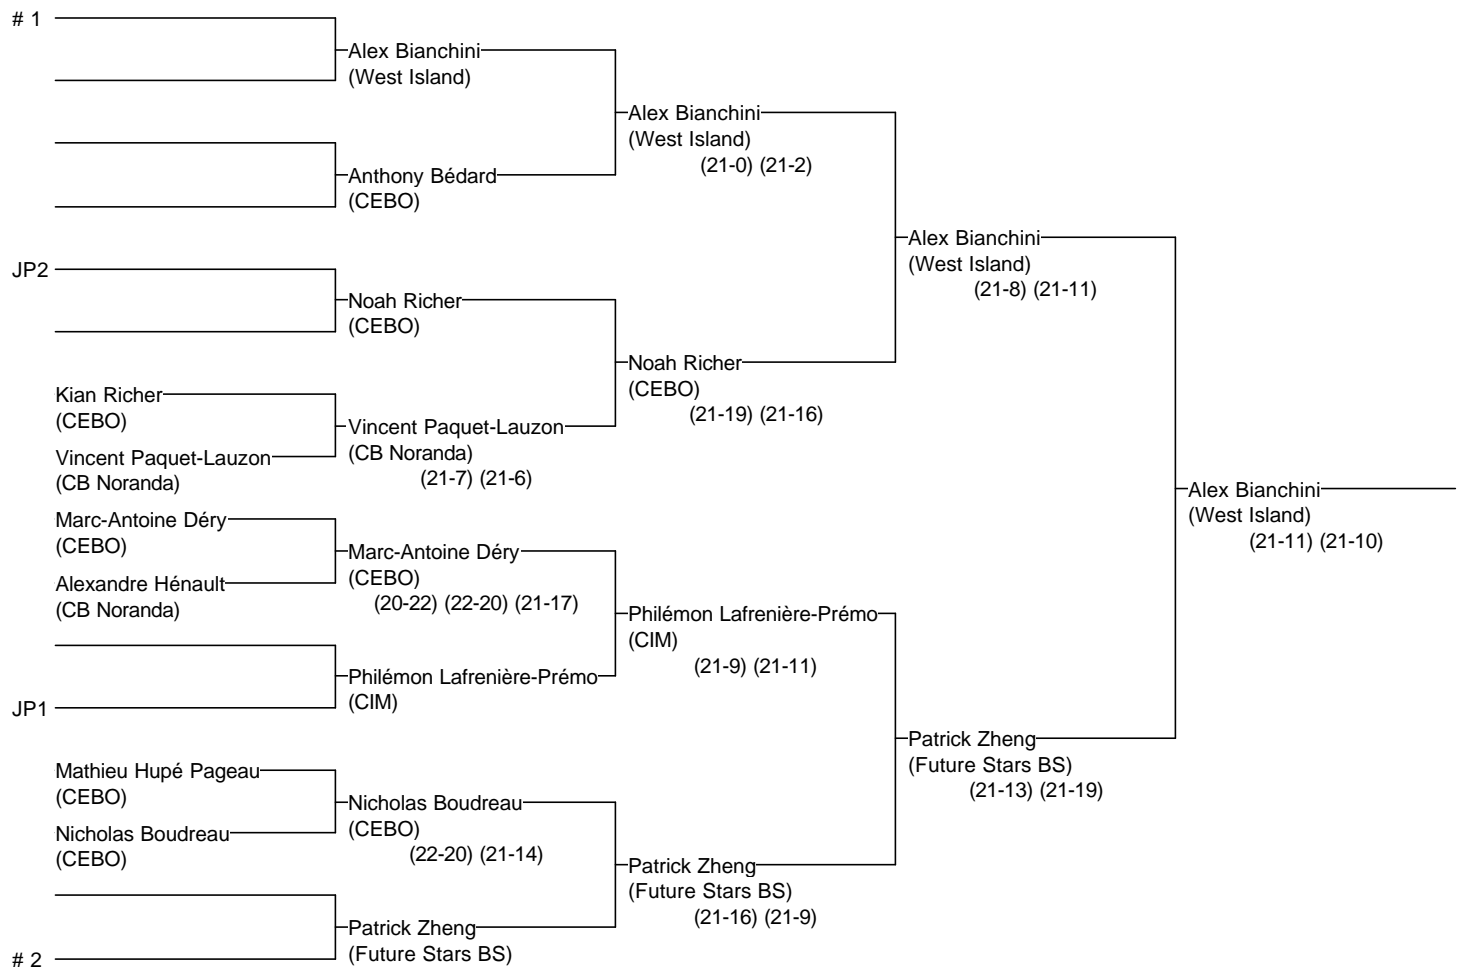 # 1
Alex Bianchini
(West Island)
Alex Bianchini
(West Island)
(21-0) (21-2)
Anthony Bédard
(CEBO)
Alex Bianchini
(West Island)
(21-8) (21-11)
JP2
Noah Richer
(CEBO)
Noah Richer
(CEBO)
(21-19) (21-16)
Kian Richer
(CEBO)
Vincent Paquet-Lauzon
(CB Noranda)
(21-7) (21-6)
Vincent Paquet-Lauzon
(CB Noranda)
Alex Bianchini
(West Island)
(21-11) (21-10)
Marc-Antoine Déry
(CEBO)
Marc-Antoine Déry
(CEBO)
(20-22) (22-20) (21-17)
Alexandre Hénault
(CB Noranda)
Philémon Lafrenière-Prémo
(CIM)
(21-9) (21-11)
Philémon Lafrenière-Prémo
(CIM)
JP1
Patrick Zheng
(Future Stars BS)
(21-13) (21-19)
Mathieu Hupé Pageau
(CEBO)
Nicholas Boudreau
(CEBO)
(22-20) (21-14)
Nicholas Boudreau
(CEBO)
Patrick Zheng
(Future Stars BS)
(21-16) (21-9)
Patrick Zheng
(Future Stars BS)
# 2